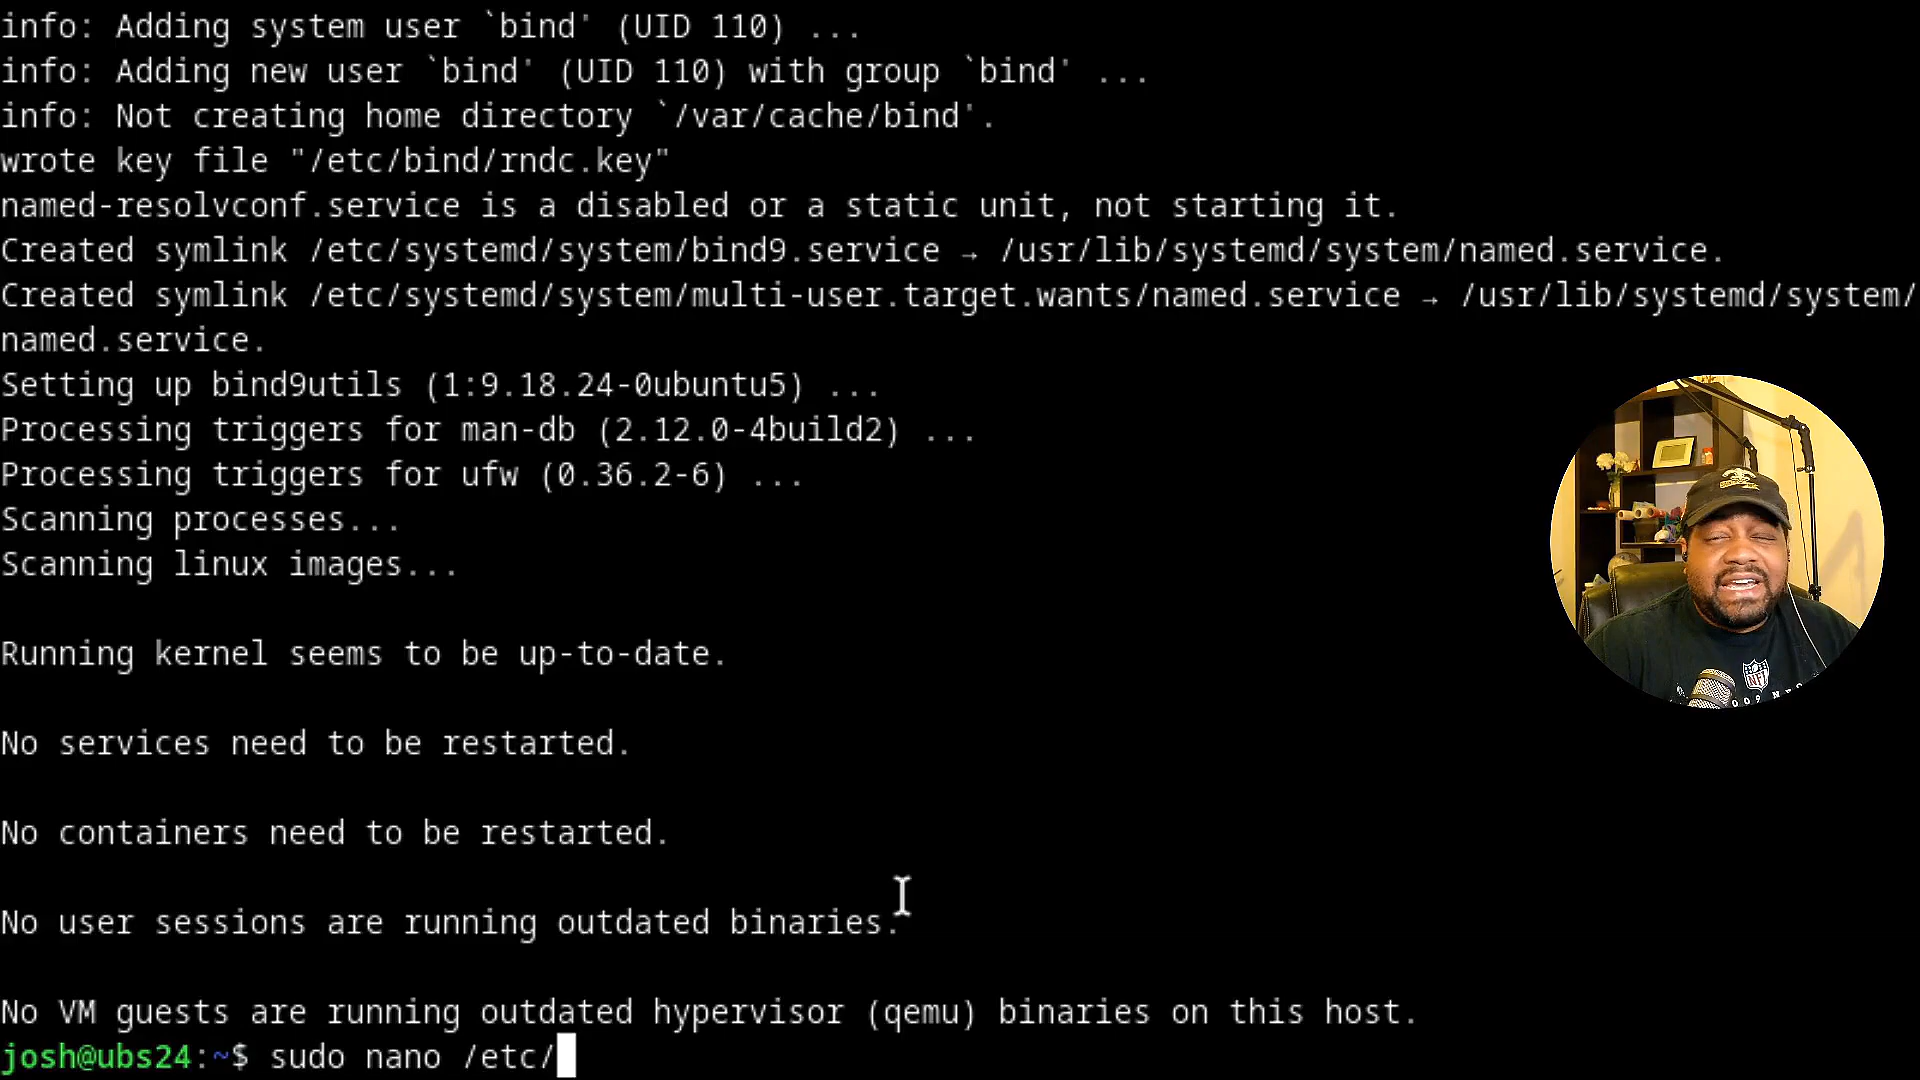 info: Adding system user `bind' (UID 110) ...
info: Adding new user `bind' (UID 110) with group `bind' ...
info: Not creating home directory `/var/cache/bind'.
wrote key file "/etc/bind/rndc.key"
named-resolvconf.service is a disabled or a static unit, not starting it.
Created symlink /etc/systemd/system/bind9.service → /usr/lib/systemd/system/named.service.
Created symlink /etc/systemd/system/multi-user.target.wants/named.service → /usr/lib/systemd/system/
named.service.
Setting up bind9utils (1:9.18.24-0ubuntu5) ...
Processing triggers for man-db (2.12.0-4build2) ...
Processing triggers for ufw (0.36.2-6) ...
Scanning processes...
Scanning linux images...
Running kernel seems to be up-to-date.
No services need to be restarted.
No containers need to be restarted.
No user sessions are running outdated binaries.
No VM guests are running outdated hypervisor (qemu) binaries on this host.
josh@ubs24:~$ sudo nano /etc/
NFL